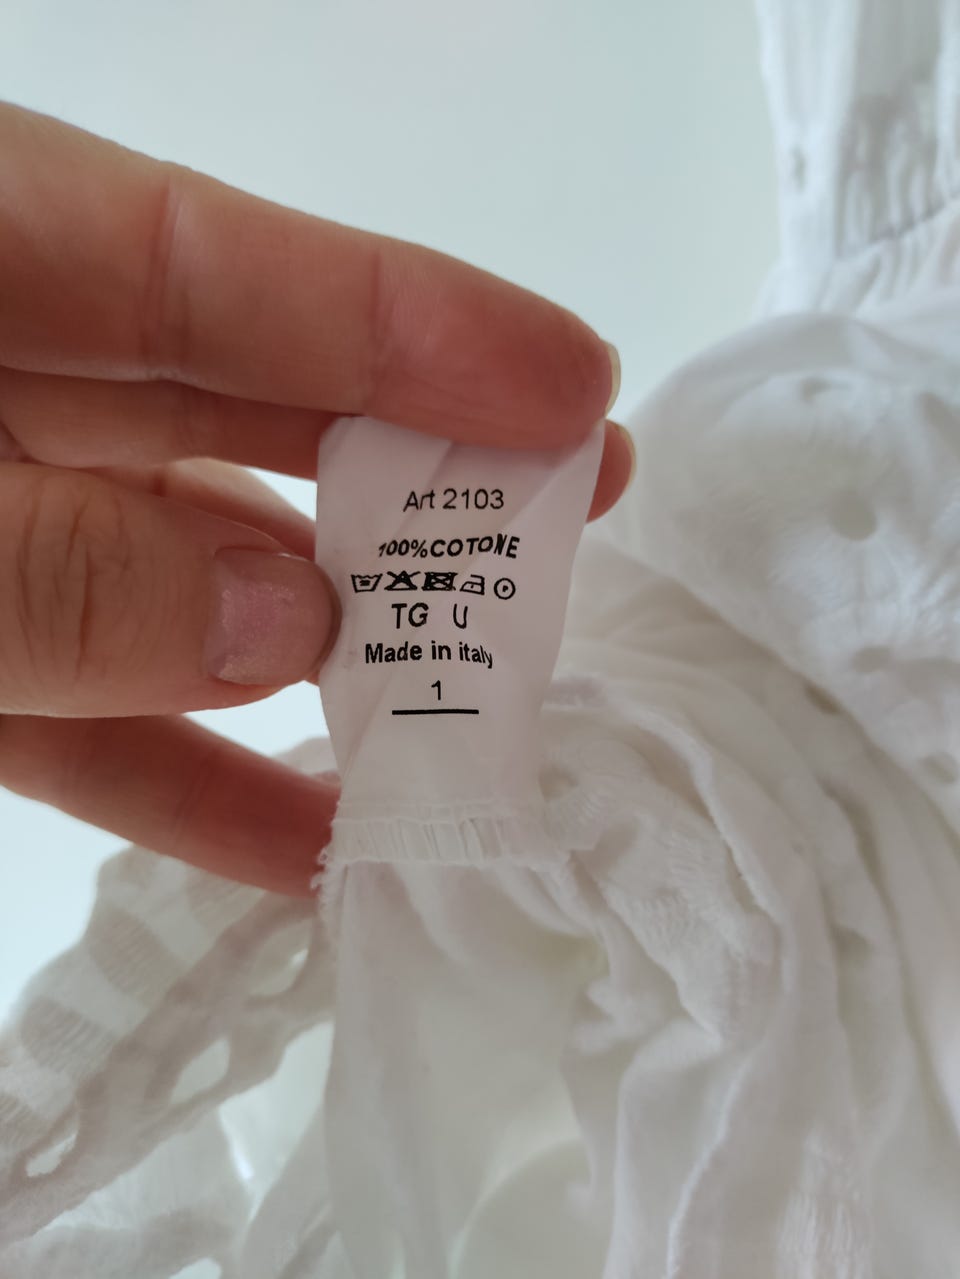 Art 2103
100%COTONE
TG U
Made in italy
1